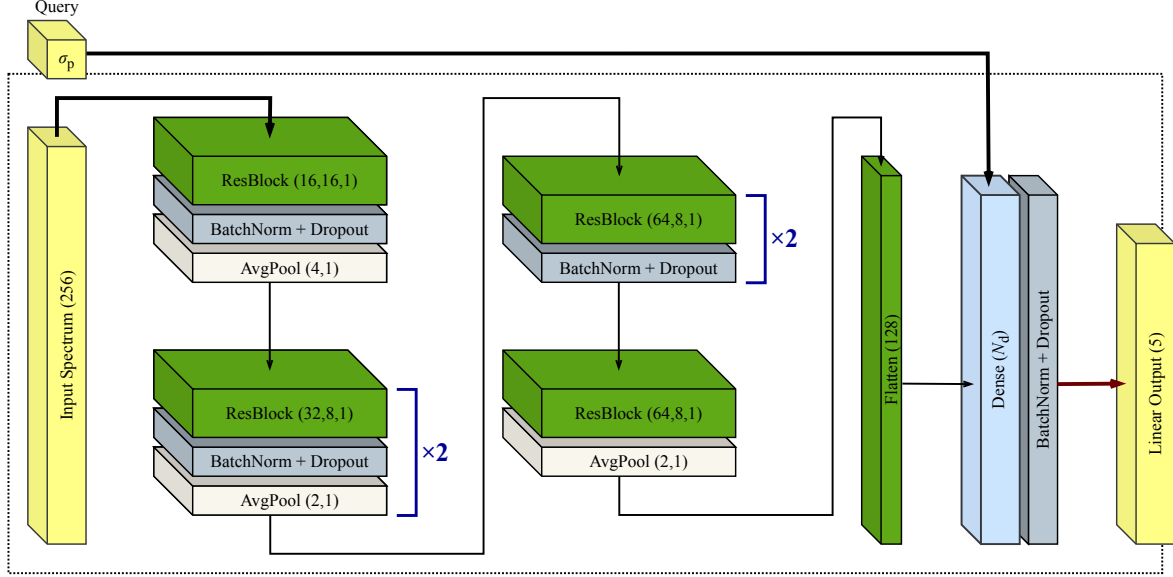 Query
σp
Input Spectrum (256)
ResBlock (16,16,1)
BatchNorm + Dropout
AvgPool (4,1)
ResBlock (32,8,1)
BatchNorm + Dropout
AvgPool (2,1)
×2
ResBlock (64,8,1)
BatchNorm + Dropout
×2
ResBlock (64,8,1)
AvgPool (2,1)
Flatten (128)
Dense (Nd)
BatchNorm + Dropout
Linear Output (5)